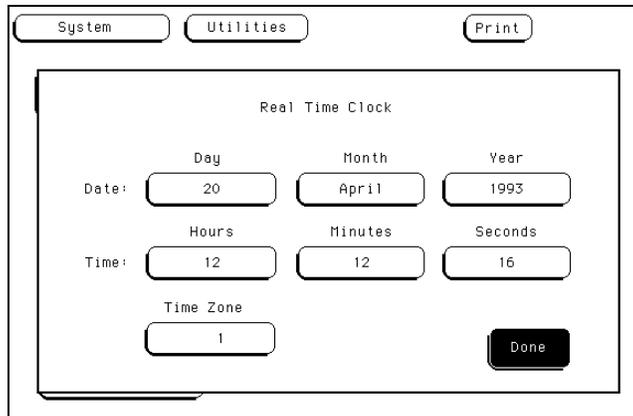 System Utilities Print
Real Time Clock
Day Month Year
Date: 20 April 1993
Hours Minutes Seconds
Time: 12 12 16
Time Zone
1 Done